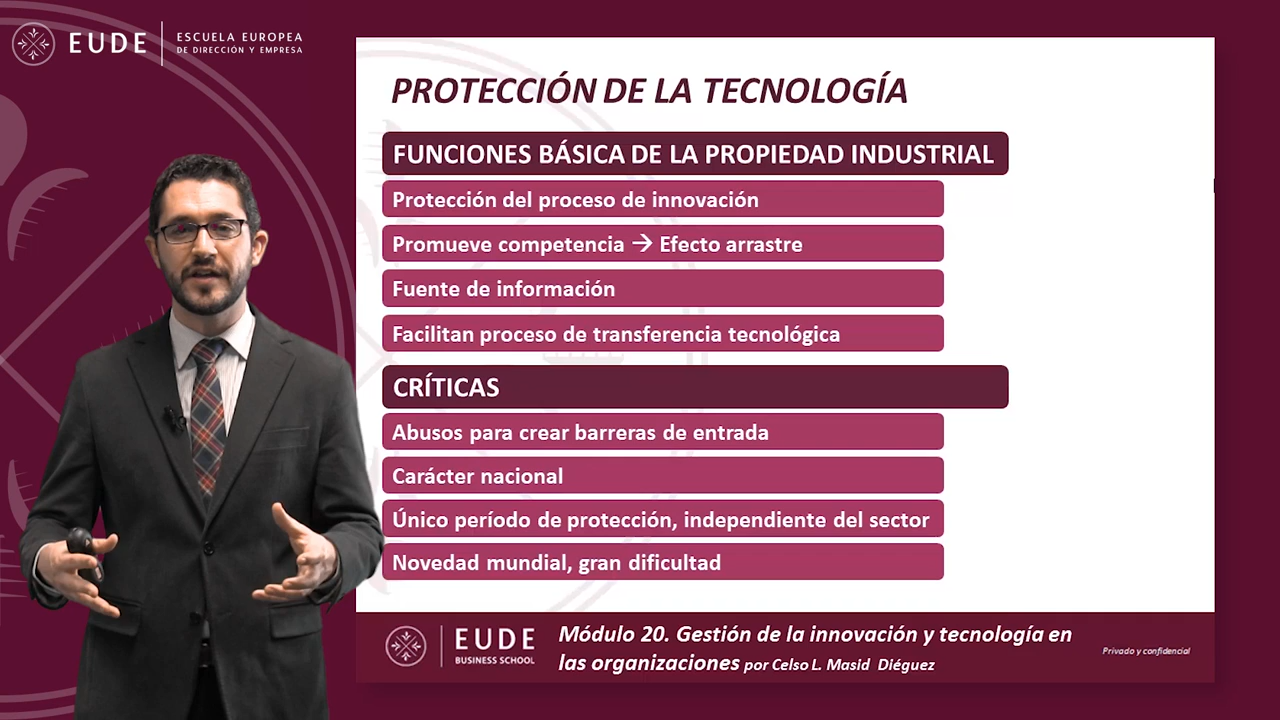 EUDE
ESCUELA EUROPEA
DE DIRECCIÓN Y EMPRESA
PROTECCIÓN DE LA TECNOLOGÍA
FUNCIONES BÁSICA DE LA PROPIEDAD INDUSTRIAL
Protección del proceso de innovación
Promueve competencia → Efecto arrastre
Fuente de información
Facilitan proceso de transferencia tecnológica
CRÍTICAS
Abusos para crear barreras de entrada
Carácter nacional
Único período de protección, independiente del sector
Novedad mundial, gran dificultad
EUDE
BUSINESS SCHOOL
Módulo 20. Gestión de la innovación y tecnología en
las organizaciones por Celso L. Masid Diéguez
Privado y confidencial